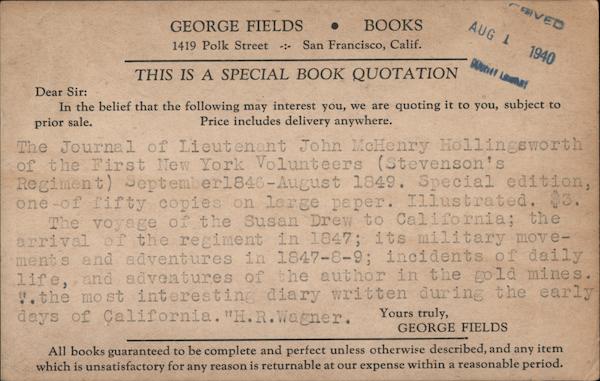 GEORGE FIELDS • BOOKS
1419 Polk Street -:- San Francisco, Calif.
AUG 1 1940
THIS IS A SPECIAL BOOK QUOTATION
Dear Sir:
In the belief that the following may interest you, we are quoting it to you, subject to
prior sale. Price includes delivery anywhere.
The Journal of Lieutenant John McHenry Hollingsworth
of the First New York Volunteers (Stevenson's
Regiment) September1846-August 1849. Special edition,
one of fifty copies on large paper. Illustrated. $3.
The voyage of the Susan Drew to California; the
arrival of the regiment in 1847; its military move-
ments and adventures in 1847-8-9; incidents of daily
life, and adventures of the author in the gold mines.
"..the most interesting diary written during the early
days of California."H.R.Wagner.
Yours truly,
GEORGE FIELDS
All books guaranteed to be complete and perfect unless otherwise described, and any item
which is unsatisfactory for any reason is returnable at our expense within a reasonable period.